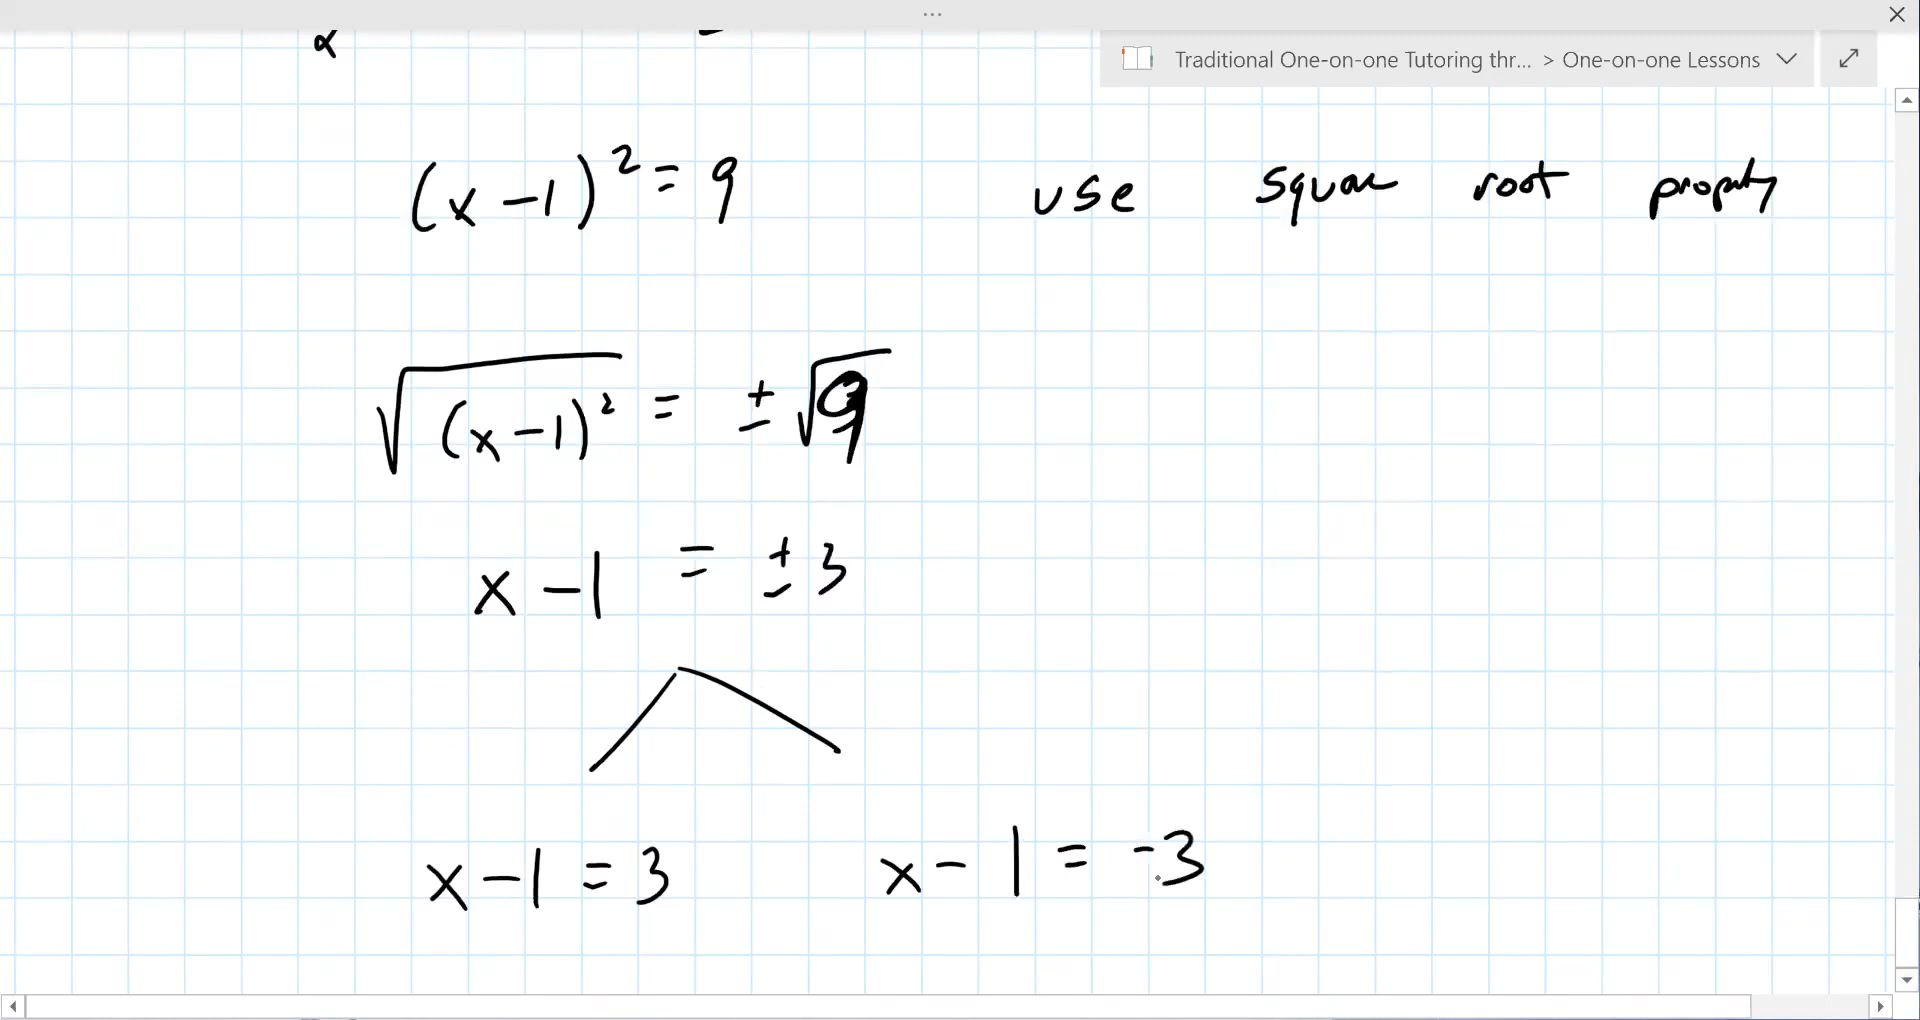 Traditional One-on-one Tutoring thr... > One-on-one Lessons
(x - 1)² = 9 use square root property
√(x - 1)² = ± √9
x - 1 = ± 3
x - 1 = 3 x - 1 = -3